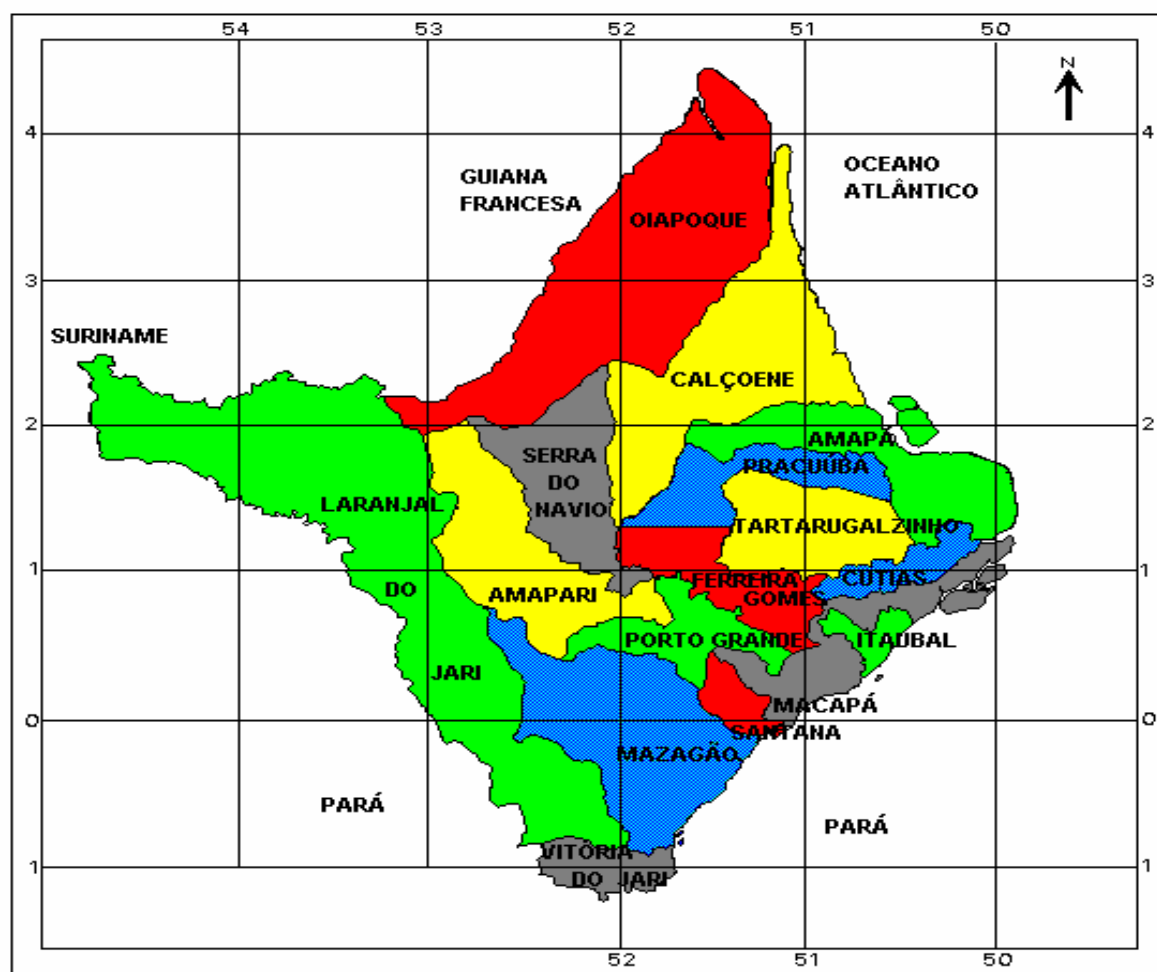 54 53 52 51 50
N
4 4
GUIANA
FRANCESA
OCEANO
ATLÂNTICO
OIAPOQUE
3 3
SURINAME
CALÇOENE
2 2
AMAPÁ
SERRA
DO
NAVIO
PRACUÚBA
LARANJAL
TARTARUGALZINHO
1 1
FERREIRA
GOMES
CUTIAS
DO
AMAPARI
PORTO GRANDE
ITAUBAL
JARI
MACAPÁ
0 0
SANTANA
MAZAGÃO
PARÁ
PARÁ
VITÓRIA
DO JARI
1 1
52 51 50